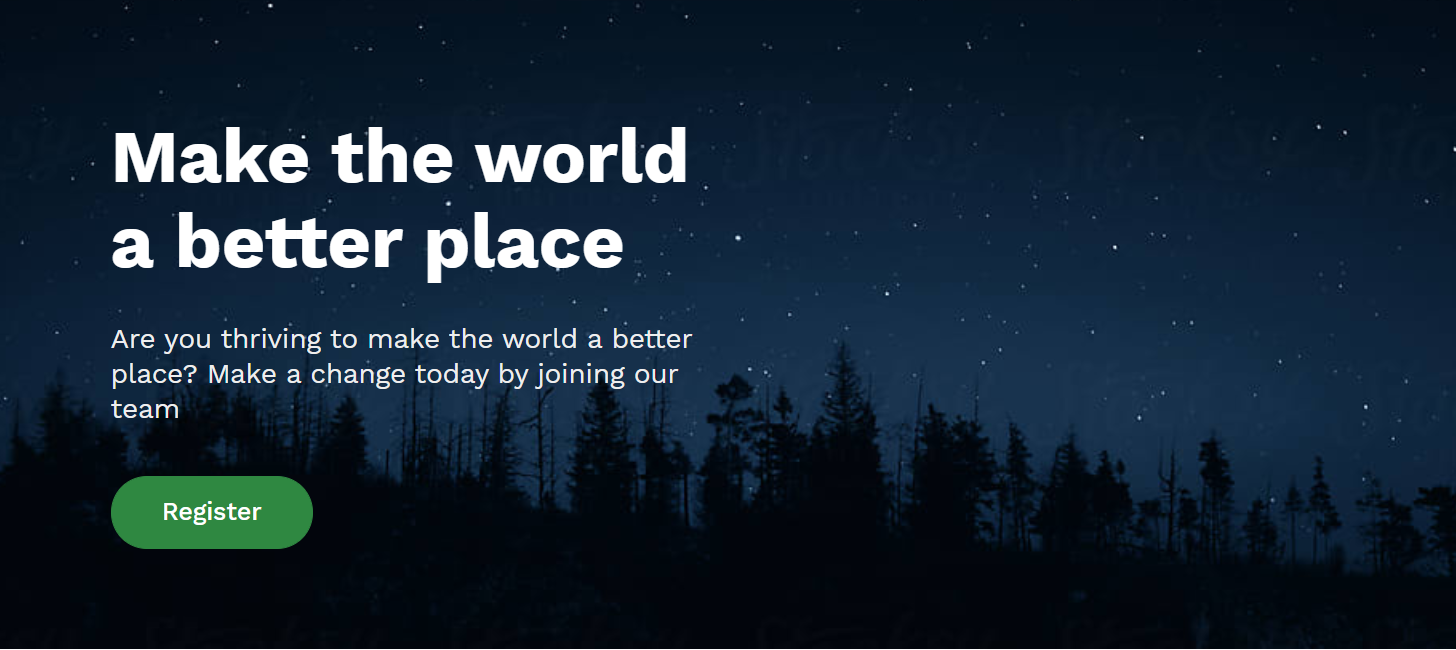 Make the world
a better place
Are you thriving to make the world a better
place? Make a change today by joining our
team
Register